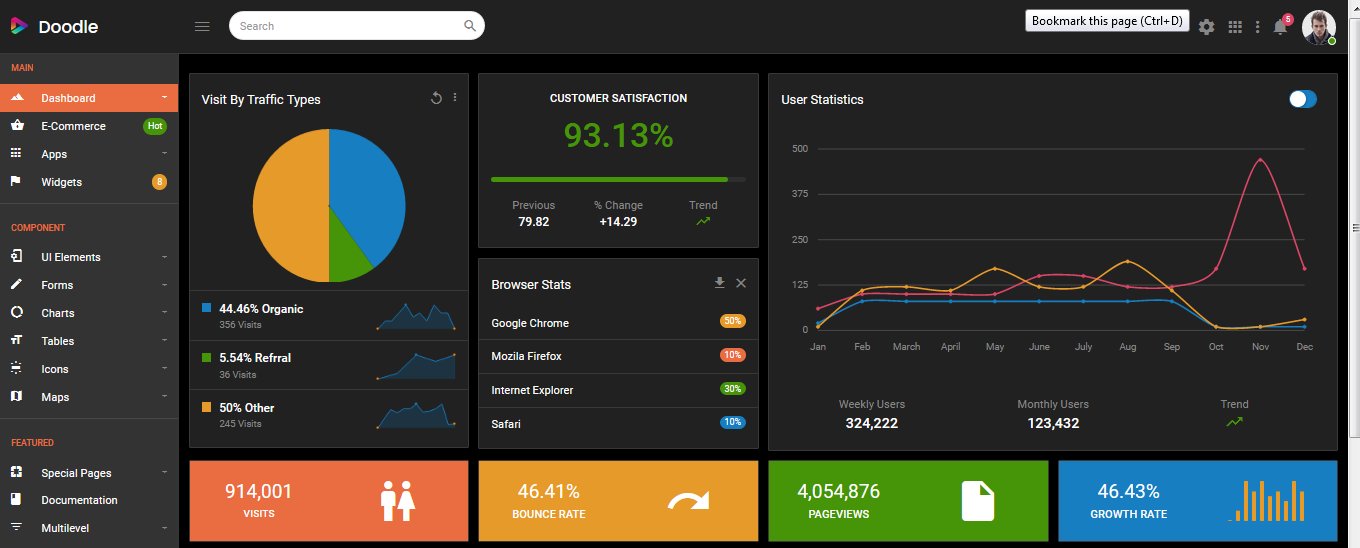 Doodle
Search
Bookmark this page (Ctrl+D)
5
MAIN
Dashboard
E-Commerce Hot
Apps
Widgets 8
COMPONENT
UI Elements
Forms
Charts
Tables
Icons
Maps
FEATURED
Special Pages
Documentation
Multilevel
Visit By Traffic Types
44.46% Organic
356 Visits
5.54% Refrral
36 Visits
50% Other
245 Visits
CUSTOMER SATISFACTION
93.13%
Previous % Change Trend
79.82 +14.29
Browser Stats
Google Chrome 50%
Mozila Firefox 10%
Internet Explorer 30%
Safari 10%
User Statistics
500
375
250
125
0
Jan Feb March April May June July Aug Sep Oct Nov Dec
Weekly Users Monthly Users Trend
324,222 123,432
914,001
VISITS
46.41%
BOUNCE RATE
4,054,876
PAGEVIEWS
46.43%
GROWTH RATE